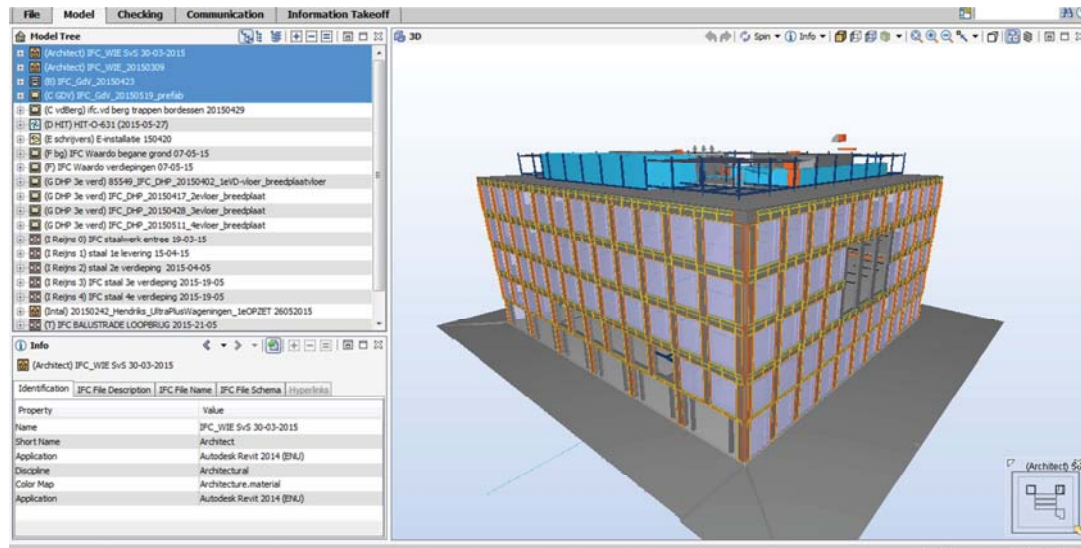 File Model Checking Communication Information Takeoff
Model Tree
(Architect) IFC_WIE SvS 30-03-2015
(Architect) IFC_WIE_20150309
(B) IFC_GdV_20150423
(C GDV) IFC_GdV_20150519_prefab
(C vdBerg) ifc.vd berg trappen bordessen 20150429
(D HIT) HIT-O-631 (2015-05-27)
(E schrijvers) E-installatie 150420
(F bg) IFC Waardo begane grond 07-05-15
(F) IFC Waardo verdiepingen 07-05-15
(G DHP 3e verd) 85549_IFC_DHP_20150402_1eVD-vloer_breedplaatvloer
(G DHP 3e verd) IFC_DHP_20150417_2evloer_breedplaat
(G DHP 3e verd) IFC_DHP_20150428_3evloer_breedplaat
(G DHP 3e verd) IFC_DHP_20150511_4evloer_breedplaat
(I Reijns 0) IFC staalwerk entree 19-03-15
(I Reijns 1) staal 1e levering 15-04-15
(I Reijns 2) staal 2e verdieping 2015-04-05
(I Reijns 3) IFC staal 3e verdieping 2015-19-05
(I Reijns 4) IFC staal 4e verdieping 2015-19-05
(Intal) 20150242_Hendriks_UltraPlusWageningen_1eOPZET 26052015
(T) IFC BALUSTRADE LOOPBRUG 2015-21-05
Info
(Architect) IFC_WIE SvS 30-03-2015
Identification IFC File Description IFC File Name IFC File Schema Hyperlinks
Property Value
Name IFC_WIE SvS 30-03-2015
Short Name Architect
Application Autodesk Revit 2014 (ENU)
Discipline Architectural
Color Map Architecture.material
Application Autodesk Revit 2014 (ENU)
3D
Spin Info
(Architect)